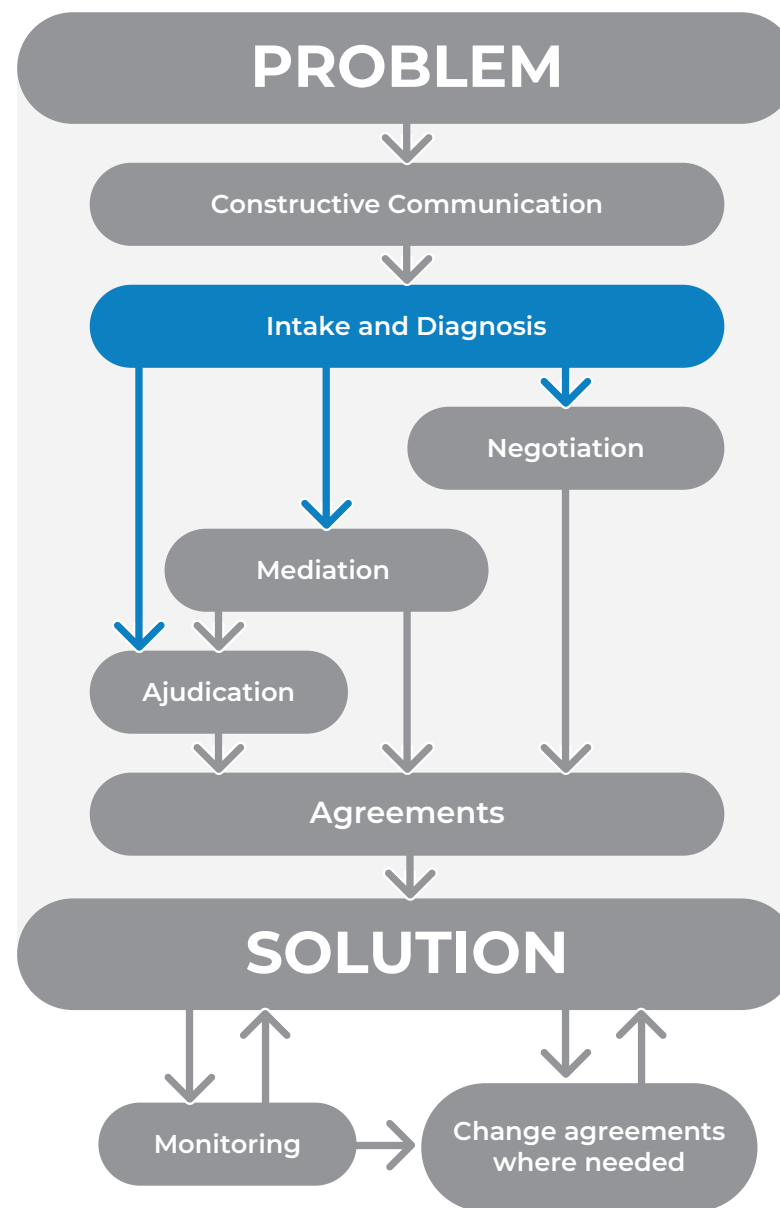 PROBLEM
Constructive Communication
Intake and Diagnosis
Negotiation
Mediation
Ajudication
Agreements
SOLUTION
Monitoring
Change agreements
where needed